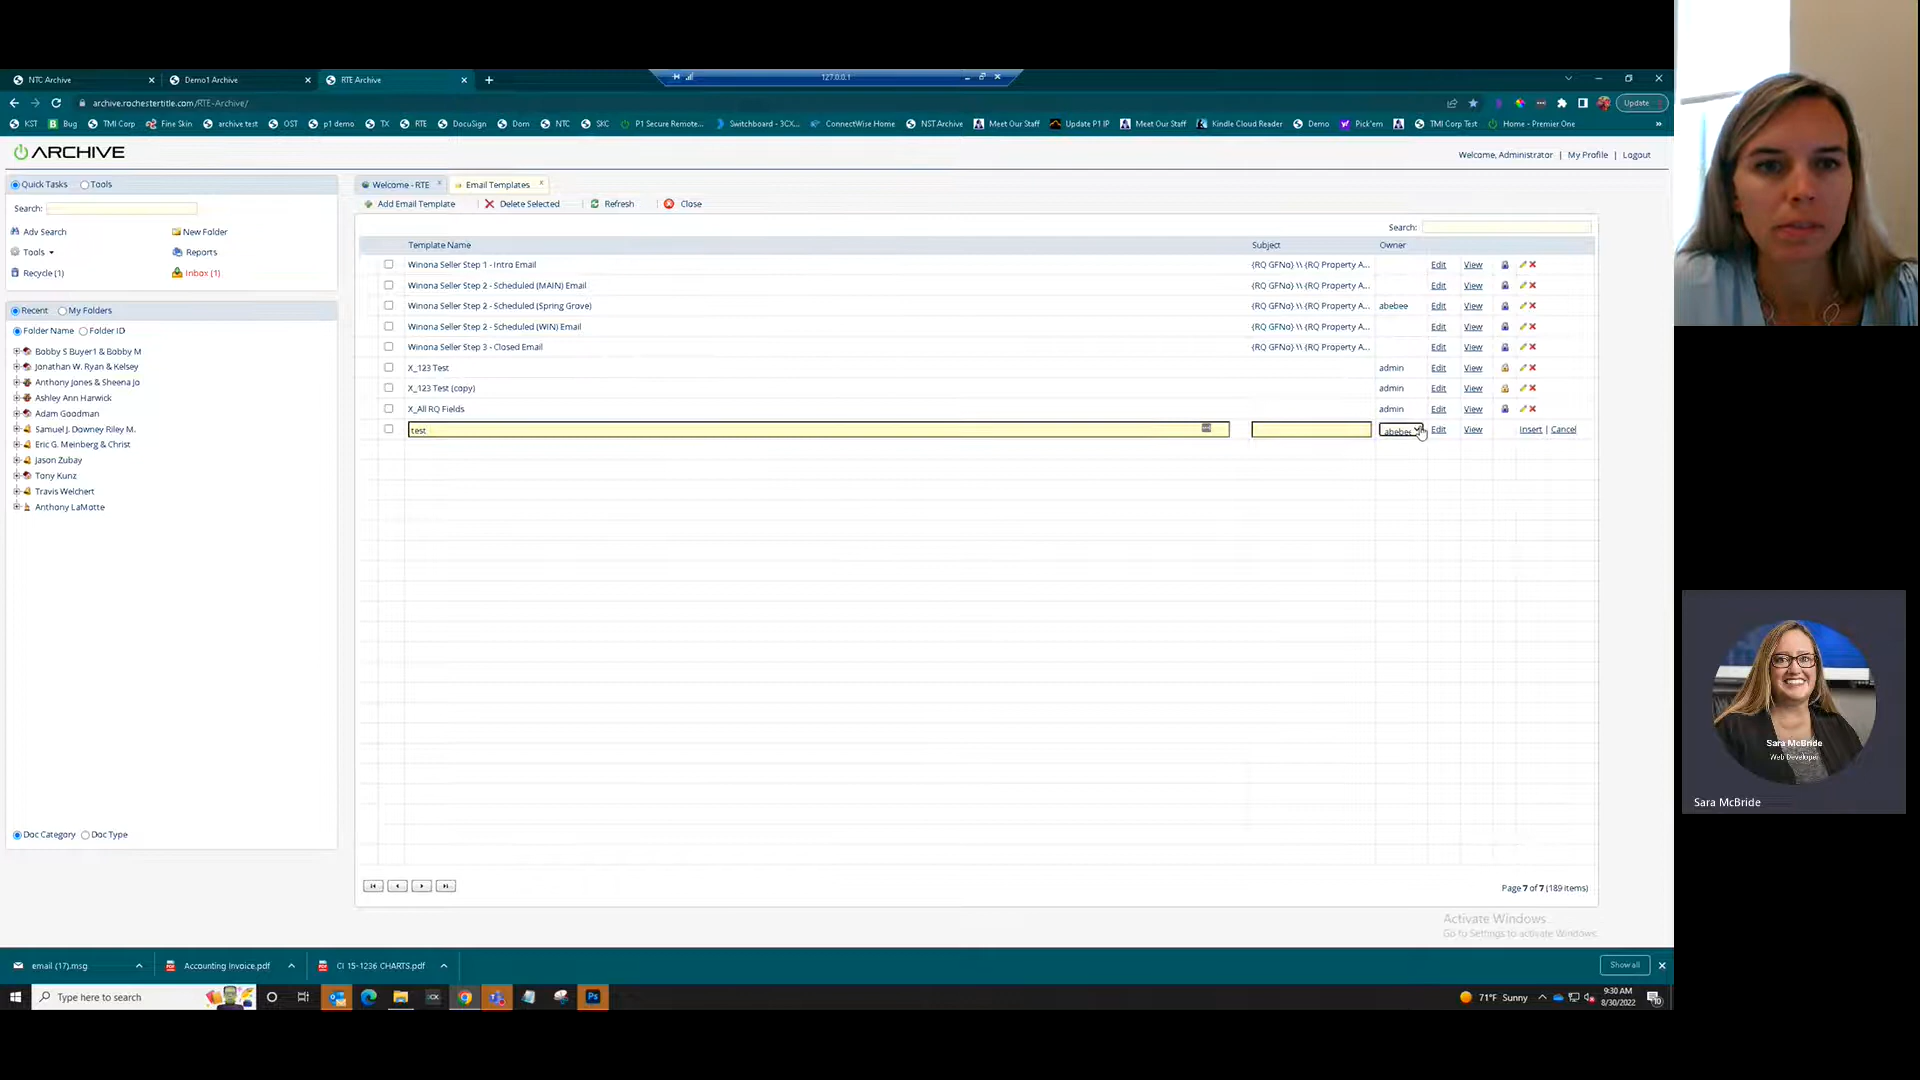 NTC Archive
Demo1 Archive
RTE Archive
127.0.0.1
archive.rochestertitle.com/RTE-Archive/
Update
KST
Bug
TMI Corp
Fine Skin
archive test
OST
p1 demo
TX
RTE
DocuSign
Dom
NTC
SKC
P1 Secure Remote...
Switchboard - 3CX...
ConnectWise Home
NST Archive
Meet Our Staff
Update P1 IP
Meet Our Staff
Kindle Cloud Reader
Demo
Pick'em
TMI Corp Test
Home - Premier One
ARCHIVE
Welcome, Administrator | My Profile | Logout
Quick Tasks
Tools
Search:
Adv Search
New Folder
Tools
Reports
Recycle (1)
Inbox (1)
Recent
My Folders
Folder Name
Folder ID
Bobby S Buyer1 & Bobby M
Jonathan W. Ryan & Kelsey
Anthony Jones & Sheena Jo
Ashley Ann Harwick
Adam Goodman
Samuel J. Downey Riley M.
Eric G. Meinberg & Christ
Jason Zubay
Tony Kunz
Travis Welchert
Anthony LaMotte
Doc Category
Doc Type
Welcome - RTE
Email Templates
Add Email Template
Delete Selected
Refresh
Close
Search:
Template Name Subject Owner
Winona Seller Step 1 - Intro Email {RQ GFNo} \\ {RQ Property A... Edit View
Winona Seller Step 2 - Scheduled (MAIN) Email {RQ GFNo} \\ {RQ Property A... Edit View
Winona Seller Step 2 - Scheduled (Spring Grove) {RQ GFNo} \\ {RQ Property A... abebee Edit View
Winona Seller Step 2 - Scheduled (WIN) Email {RQ GFNo} \\ {RQ Property A... Edit View
Winona Seller Step 3 - Closed Email {RQ GFNo} \\ {RQ Property A... Edit View
X_123 Test admin Edit View
X_123 Test (copy) admin Edit View
X_All RQ Fields admin Edit View
test abebee Edit View Insert | Cancel
Page 7 of 7 (189 items)
Activate Windows
Go to Settings to activate Windows.
email (17).msg
Accounting Invoice.pdf
CI 15-1236 CHARTS.pdf
Show all
Type here to search
71°F Sunny
9:30 AM
8/30/2022
Sara McBride
Web Developer
Sara McBride